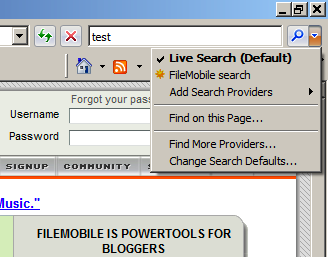 test
Live Search (Default)
FileMobile search
Add Search Providers
Find on this Page...
Find More Providers...
Change Search Defaults...
Forgot your pass
Username
Password
SIGNUP COMMUNITY
Music."
FILEMOBILE IS POWERTOOLS FOR
BLOGGERS